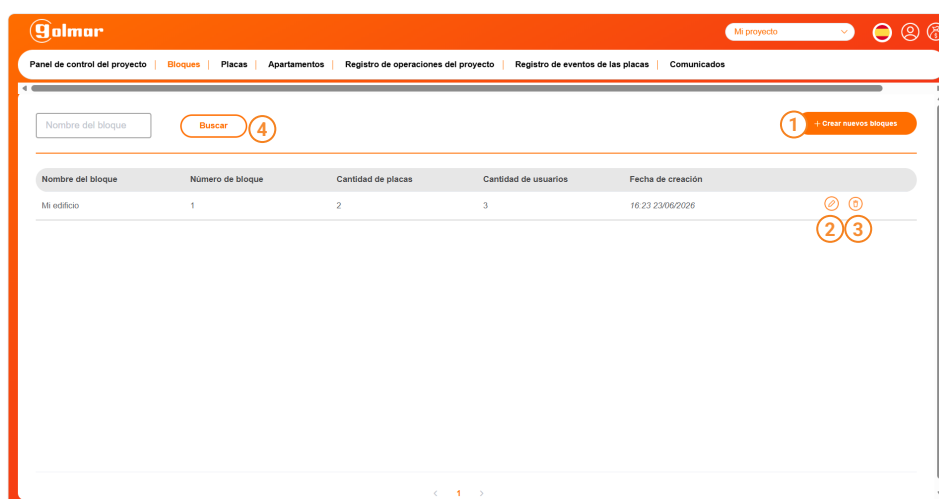 golmar
Mi proyecto
Panel de control del proyecto | Bloques | Placas | Apartamentos | Registro de operaciones del proyecto | Registro de eventos de las placas | Comunicados
Nombre del bloque Buscar 4 1 + Crear nuevos bloques
Nombre del bloque Número de bloque Cantidad de placas Cantidad de usuarios Fecha de creación
Mi edificio 1 2 3 16:23 23/06/2026
2 3
< 1 >